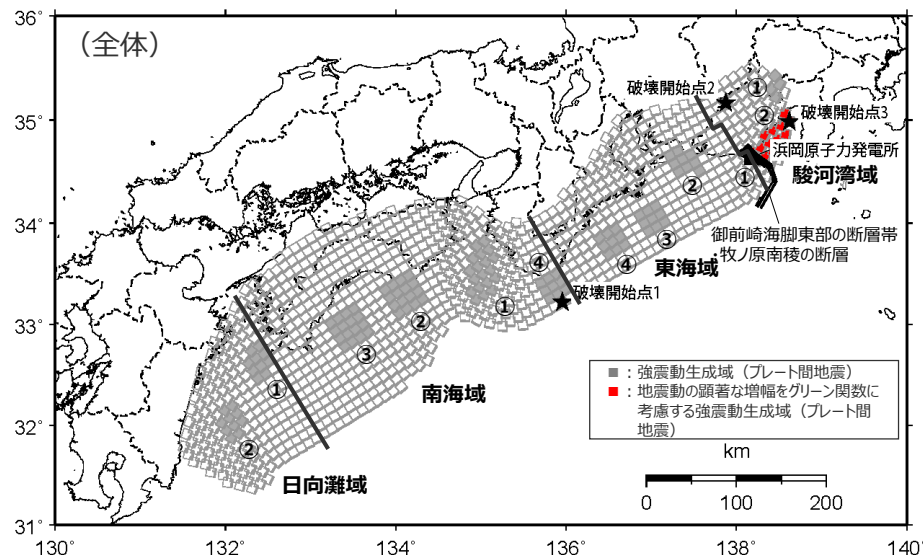 （全体）
36°
35°
34°
33°
32°
31°
130°
132°
134°
136°
138°
140°
破壊開始点2
①
②
破壊開始点3
浜岡原子力発電所
駿河湾域
①
②
御前崎海脚東部の断層帯
・牧ノ原南稜の断層
③
東海域
④
④
破壊開始点1
①
②
③
南海域
①
②
日向灘域
■：強震動生成域（プレート間地震）
■：地震動の顕著な増幅をグリーン関数に
考慮する強震動生成域（プレート間
地震）
km
0 100 200